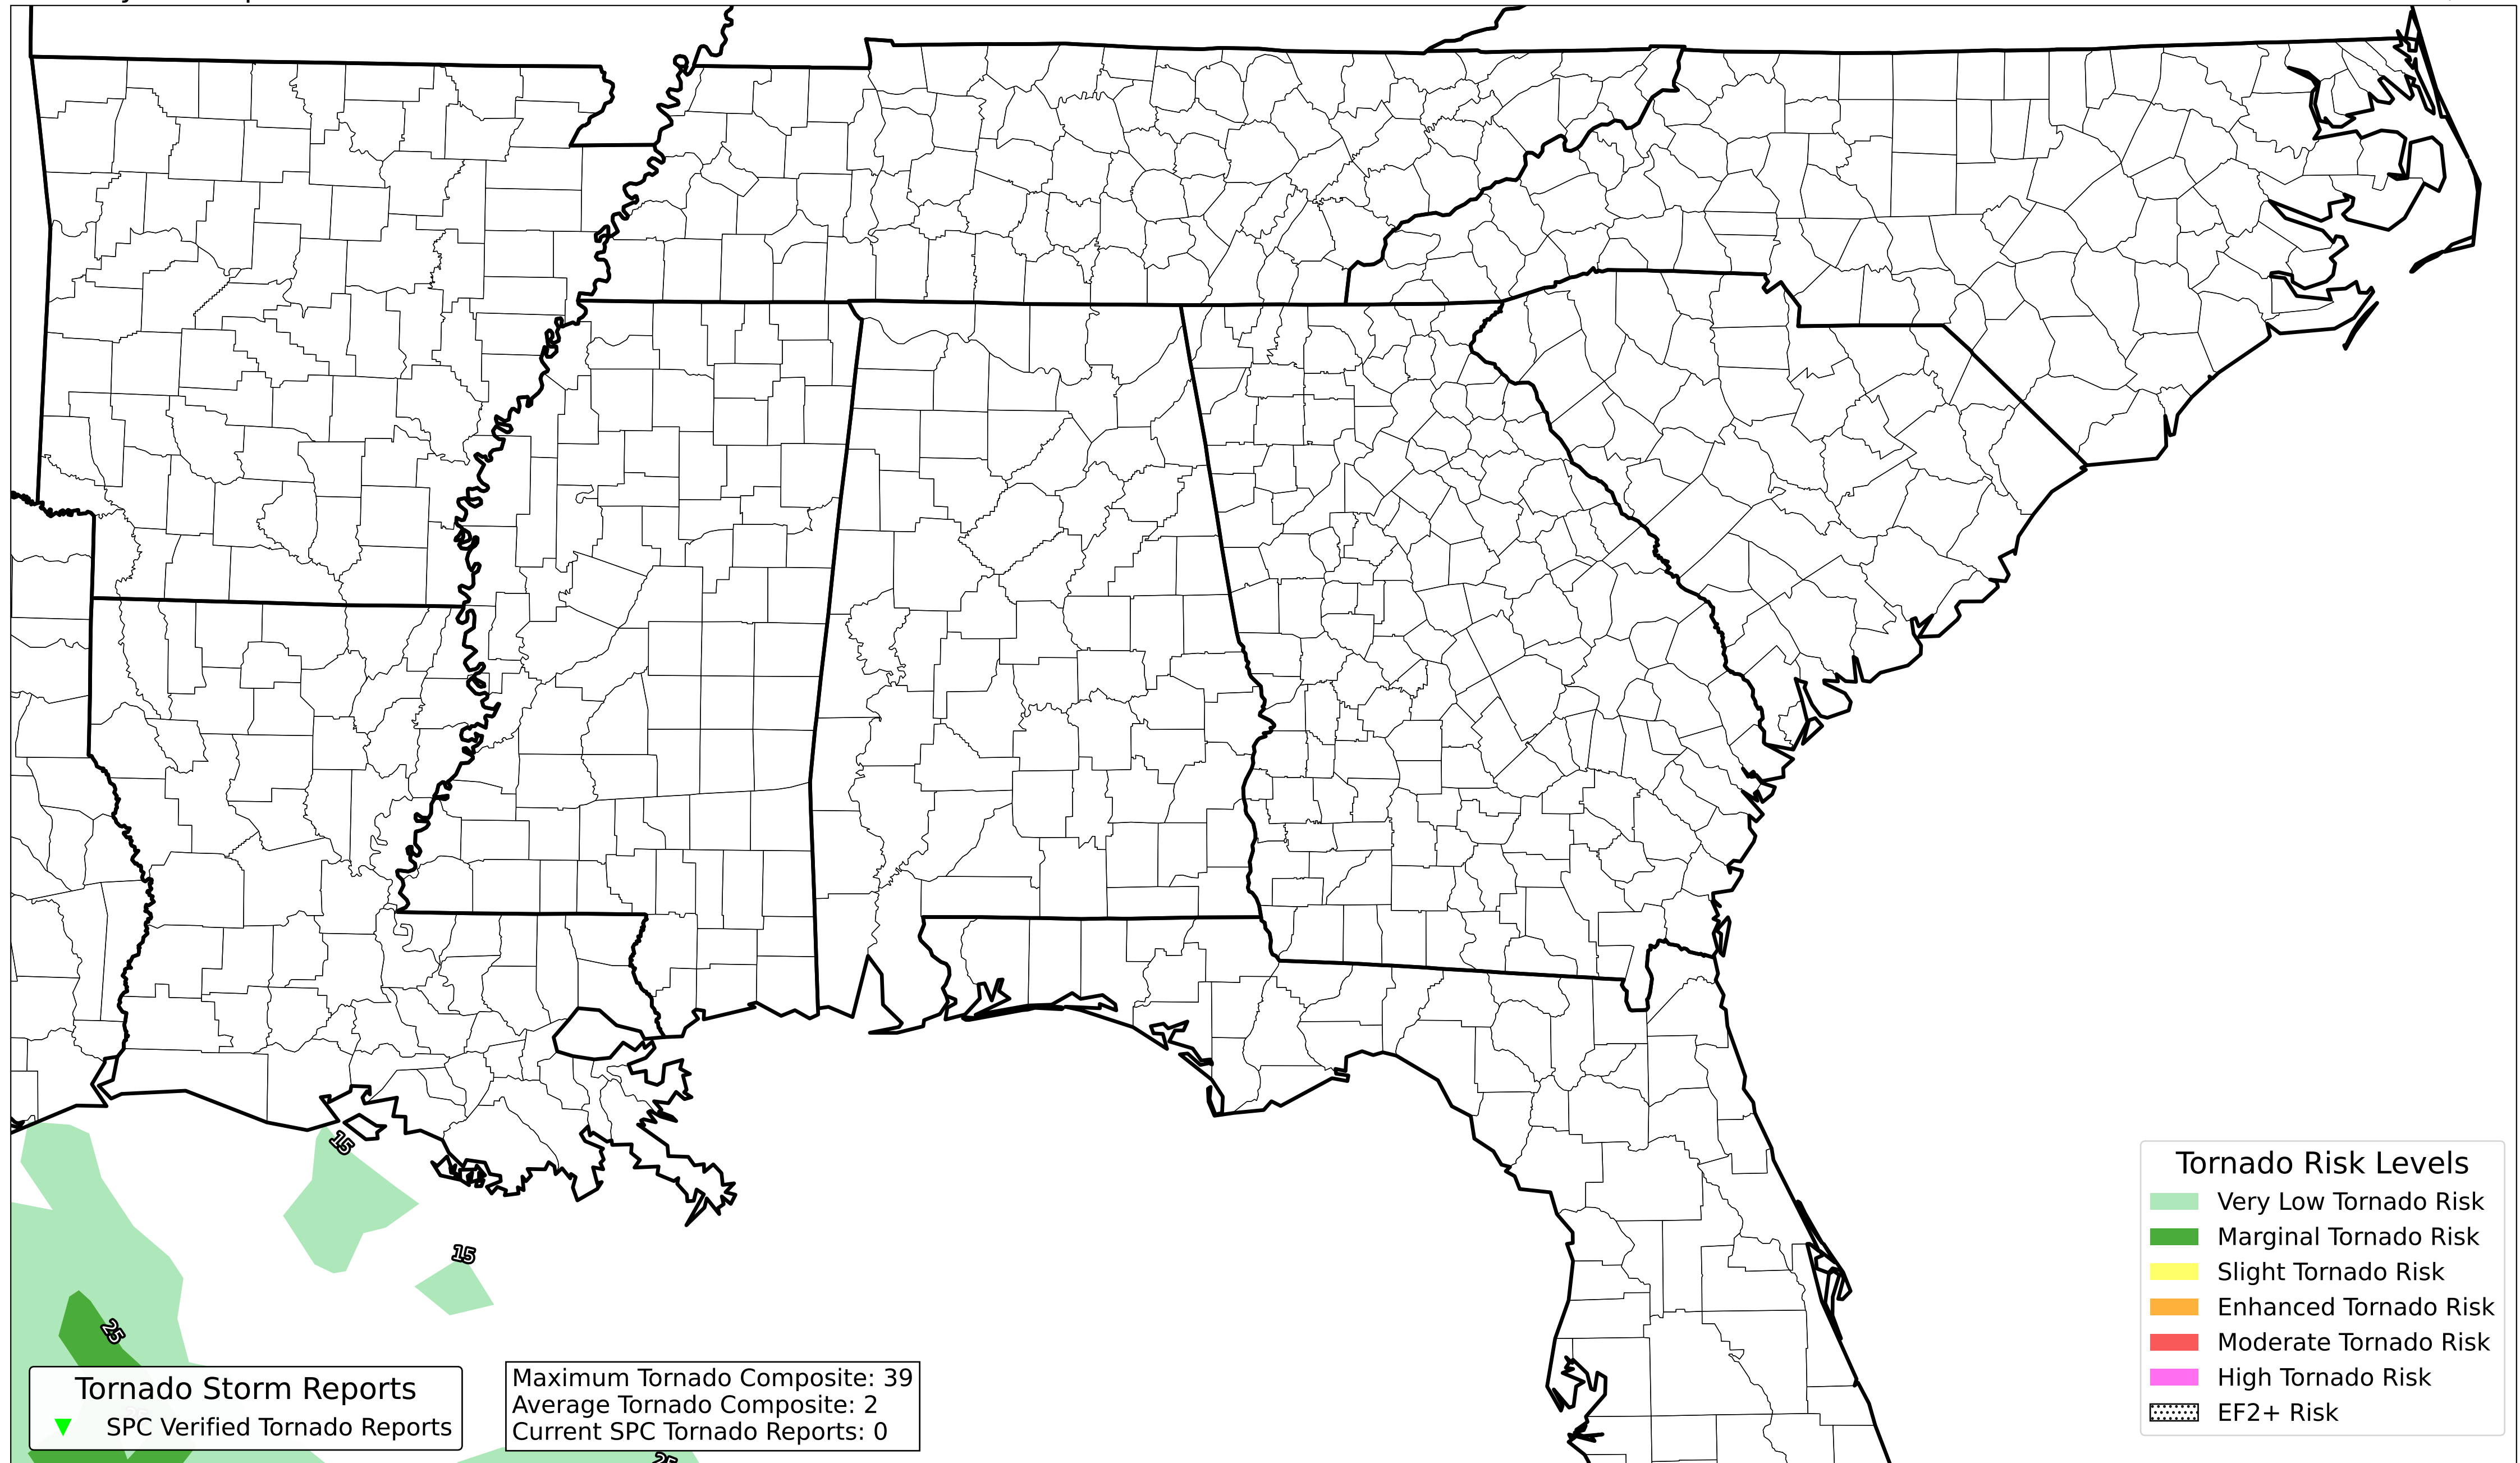 15
15
25
Tornado Storm Reports
SPC Verified Tornado Reports
Maximum Tornado Composite: 39
Average Tornado Composite: 2
Current SPC Tornado Reports: 0
25
Tornado Risk Levels
Very Low Tornado Risk
Marginal Tornado Risk
Slight Tornado Risk
Enhanced Tornado Risk
Moderate Tornado Risk
High Tornado Risk
EF2+ Risk